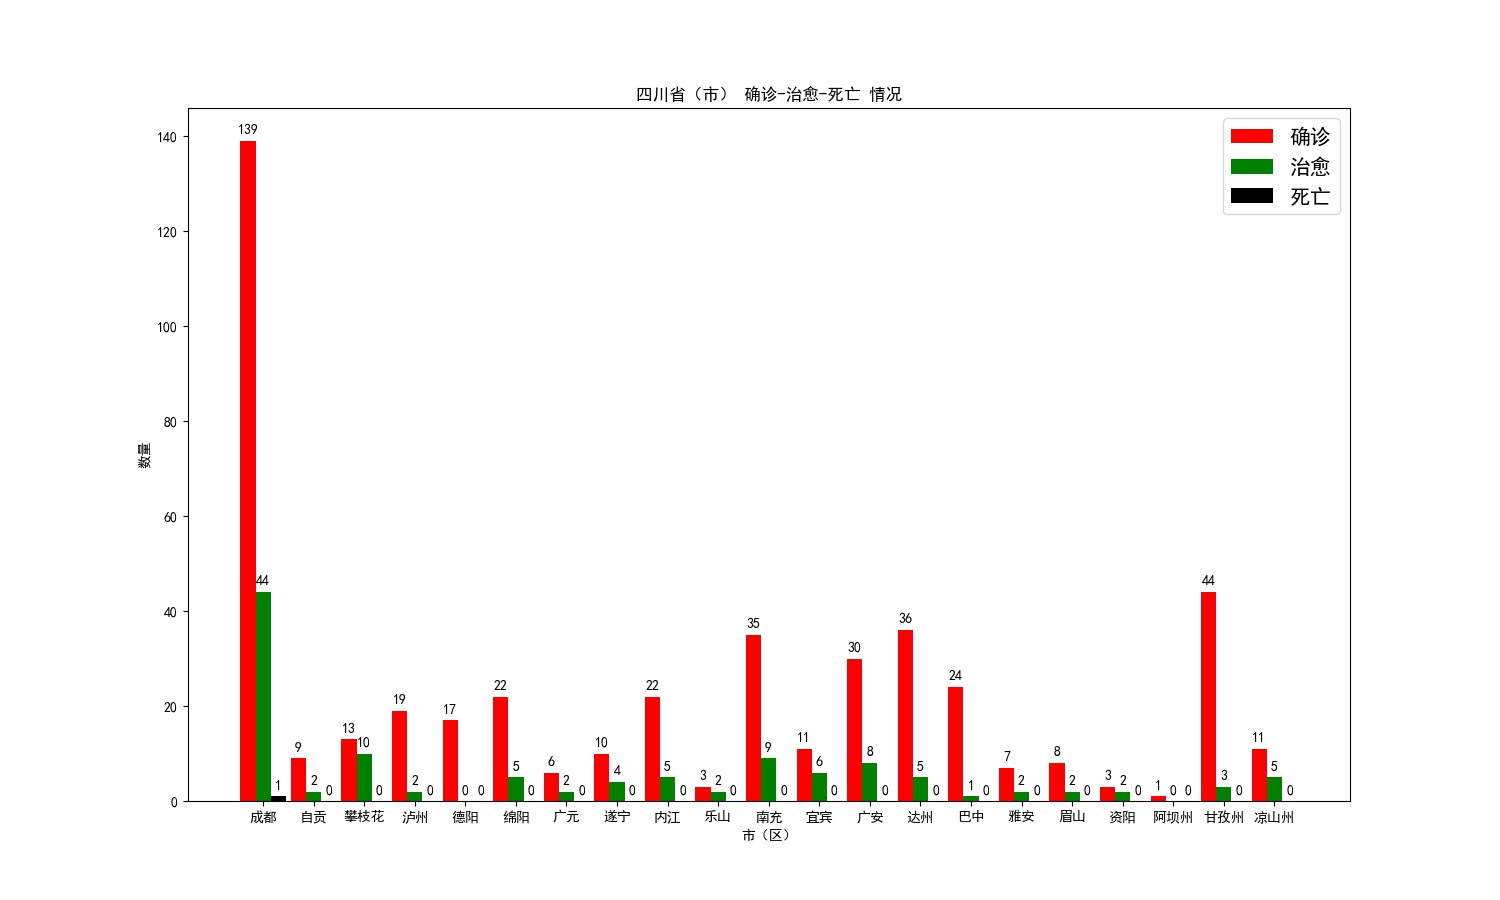 四川省（市） 确诊-治愈-死亡 情况
确诊
治愈
死亡
数量
140
120
100
80
60
40
20
0
139 44 1
9 2 0
13 10 0
19 2 0
17 0 0
22 5 0
6 2 0
10 4 0
22 5 0
3 2 0
35 9 0
11 6 0
30 8 0
36 5 0
24 1 0
7 2 0
8 2 0
3 2 0
1 0 0
44 3 0
11 5 0
成都 自贡 攀枝花 泸州 德阳 绵阳 广元 遂宁 内江 乐山 南充 宜宾 广安 达州 巴中 雅安 眉山 资阳 阿坝州 甘孜州 凉山州
市（区）